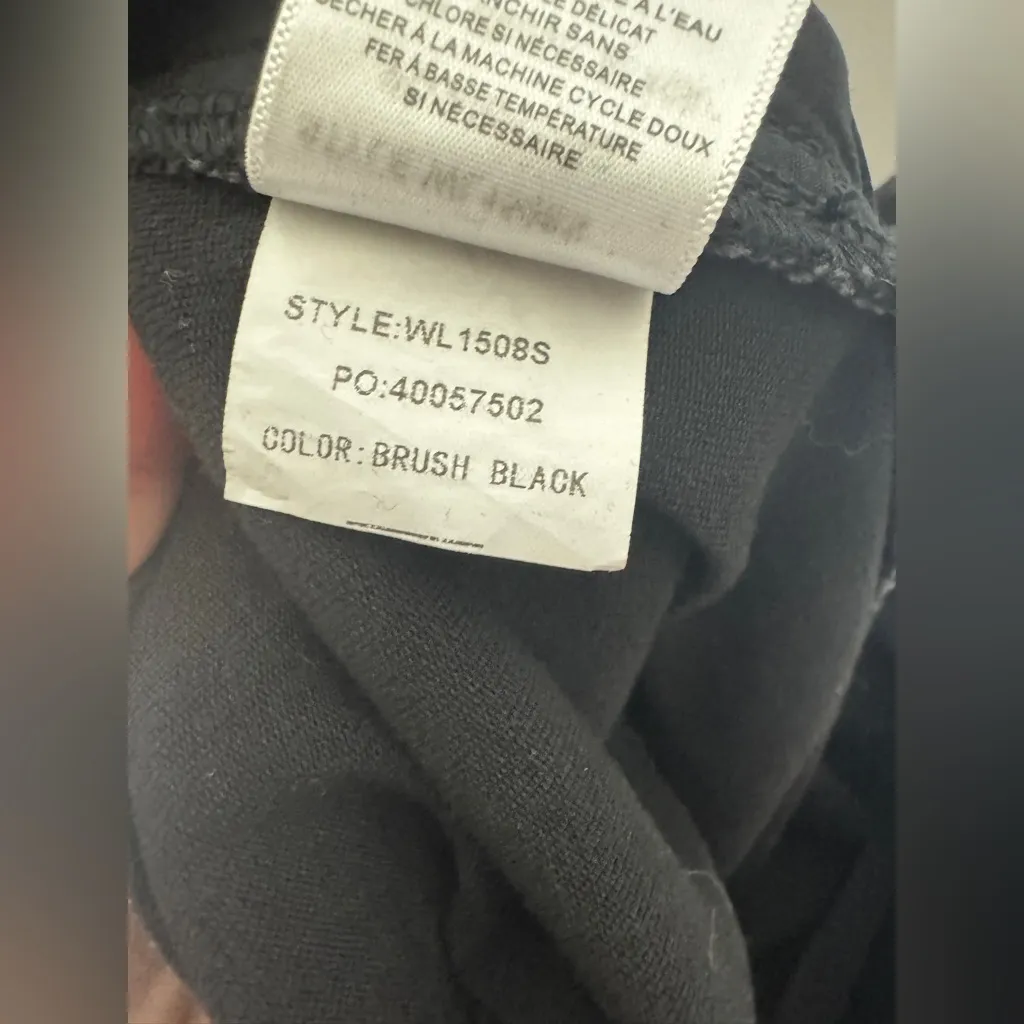 À L'EAU
DÉLICAT
SANS
CHLORE SI NÉCESSAIRE
SÉCHER À LA MACHINE CYCLE DOUX
FER À BASSE TEMPÉRATURE
SI NÉCESSAIRE
STYLE:WL1508S
PO:40057502
COLOR:BRUSH BLACK